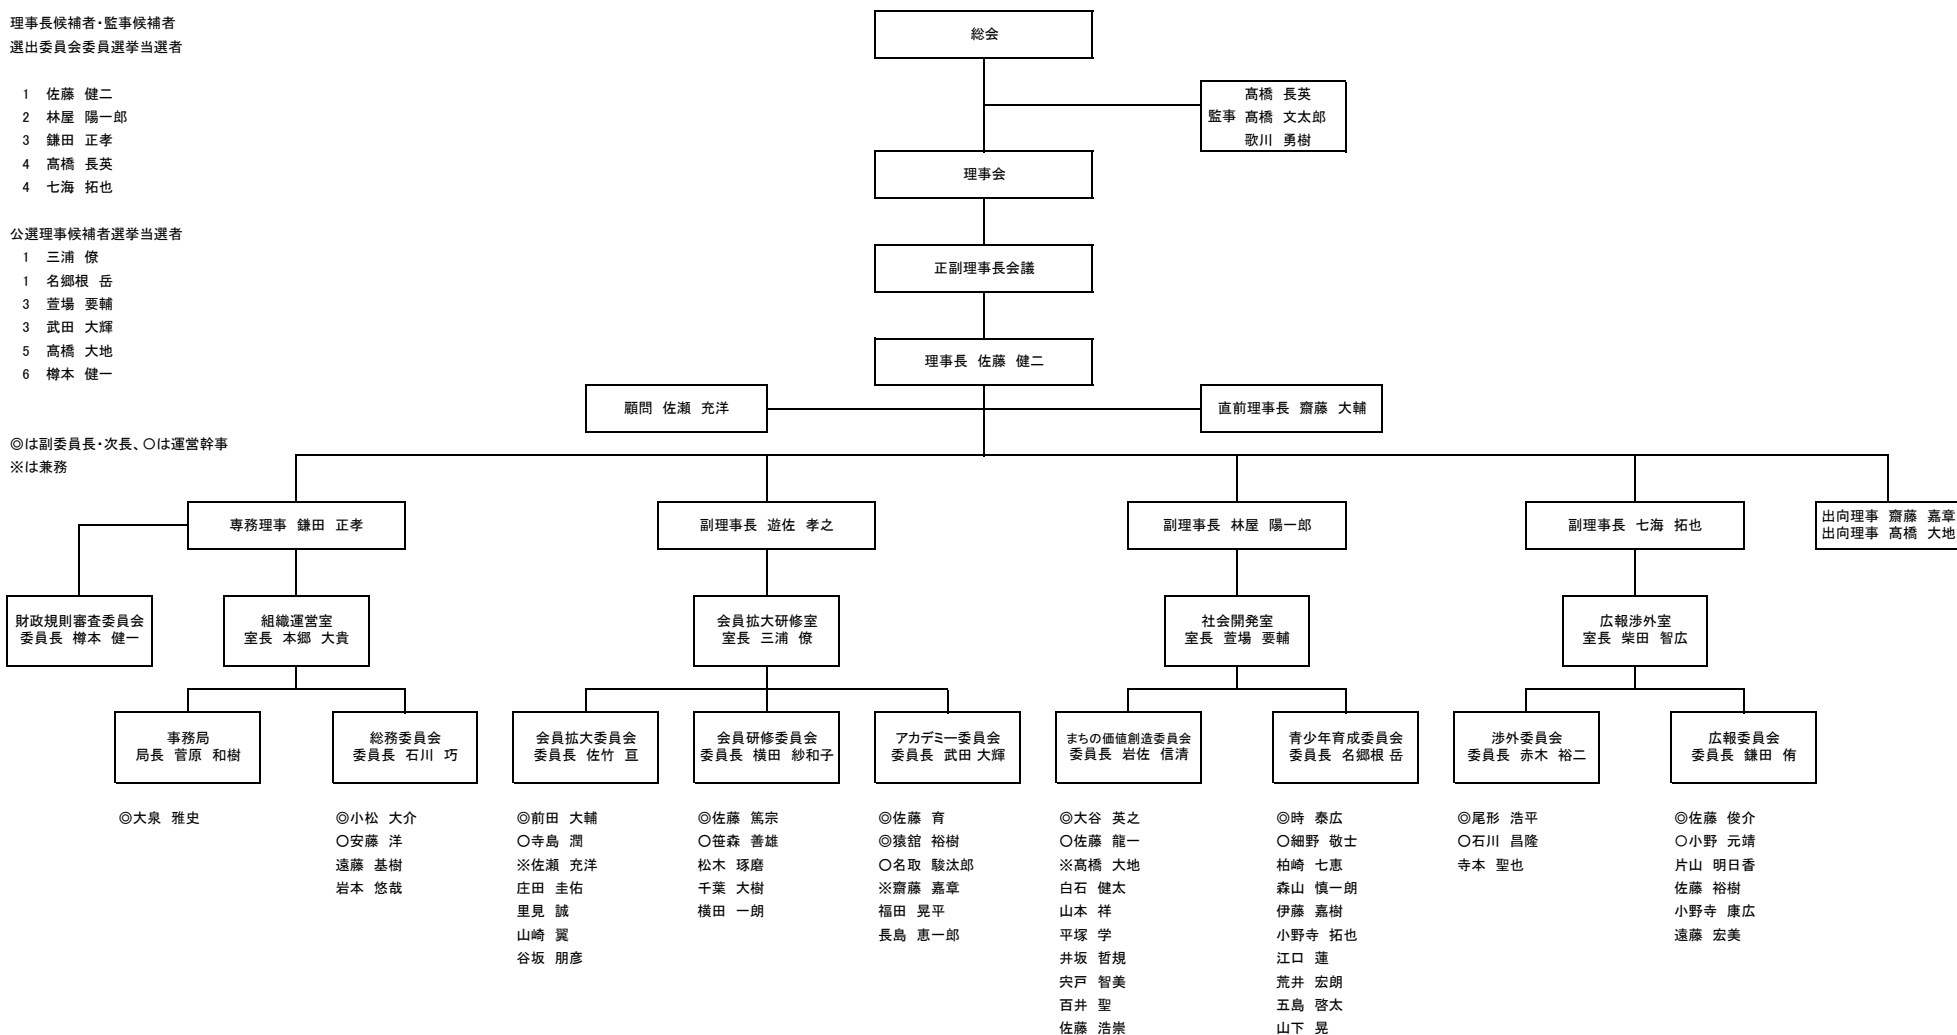 理事長候補者・監事候補者
選出委員会委員選挙当選者
1 佐藤 健二
2 林屋 陽一郎
3 鎌田 正孝
4 髙橋 長英
4 七海 拓也
公選理事候補者選挙当選者
1 三浦 僚
1 名郷根 岳
3 萱場 要輔
3 武田 大輝
5 髙橋 大地
6 樽本 健一
◎は副委員長・次長、〇は運営幹事
※は兼務
総会
髙橋 長英
監事 髙橋 文太郎
歌川 勇樹
理事会
正副理事長会議
理事長 佐藤 健二
顧問 佐瀬 充洋
直前理事長 齋藤 大輔
専務理事 鎌田 正孝
副理事長 遊佐 孝之
副理事長 林屋 陽一郎
副理事長 七海 拓也
出向理事 齋藤 嘉章
出向理事 髙橋 大地
財政規則審査委員会
委員長 樽本 健一
組織運営室
室長 本郷 大貴
会員拡大研修室
室長 三浦 僚
社会開発室
室長 萱場 要輔
広報渉外室
室長 柴田 智広
事務局
局長 菅原 和樹
◎大泉 雅史
総務委員会
委員長 石川 巧
◎小松 大介
〇安藤 洋
遠藤 基樹
岩本 悠哉
会員拡大委員会
委員長 佐竹 亘
◎前田 大輔
〇寺島 潤
※佐瀬 充洋
庄田 圭佑
里見 誠
山崎 翼
谷坂 朋彦
会員研修委員会
委員長 横田 紗和子
◎佐藤 篤宗
〇笹森 善雄
松木 琢磨
千葉 大樹
横田 一朗
アカデミー委員会
委員長 武田 大輝
◎佐藤 育
◎猿舘 裕樹
〇名取 駿汰郎
※齋藤 嘉章
福田 晃平
長島 恵一郎
まちの価値創造委員会
委員長 岩佐 信清
◎大谷 英之
〇佐藤 龍一
※髙橋 大地
白石 健太
山本 祥
平塚 学
井坂 哲規
宍戸 智美
百井 聖
佐藤 浩崇
青少年育成委員会
委員長 名郷根 岳
◎時 泰広
〇細野 敬士
柏崎 七恵
森山 慎一朗
伊藤 嘉樹
小野寺 拓也
江口 蓮
荒井 宏朗
五島 啓太
山下 晃
渉外委員会
委員長 赤木 裕二
◎尾形 浩平
〇石川 昌隆
寺本 聖也
広報委員会
委員長 鎌田 侑
◎佐藤 俊介
〇小野 元靖
片山 明日香
佐藤 裕樹
小野寺 康広
遠藤 宏美